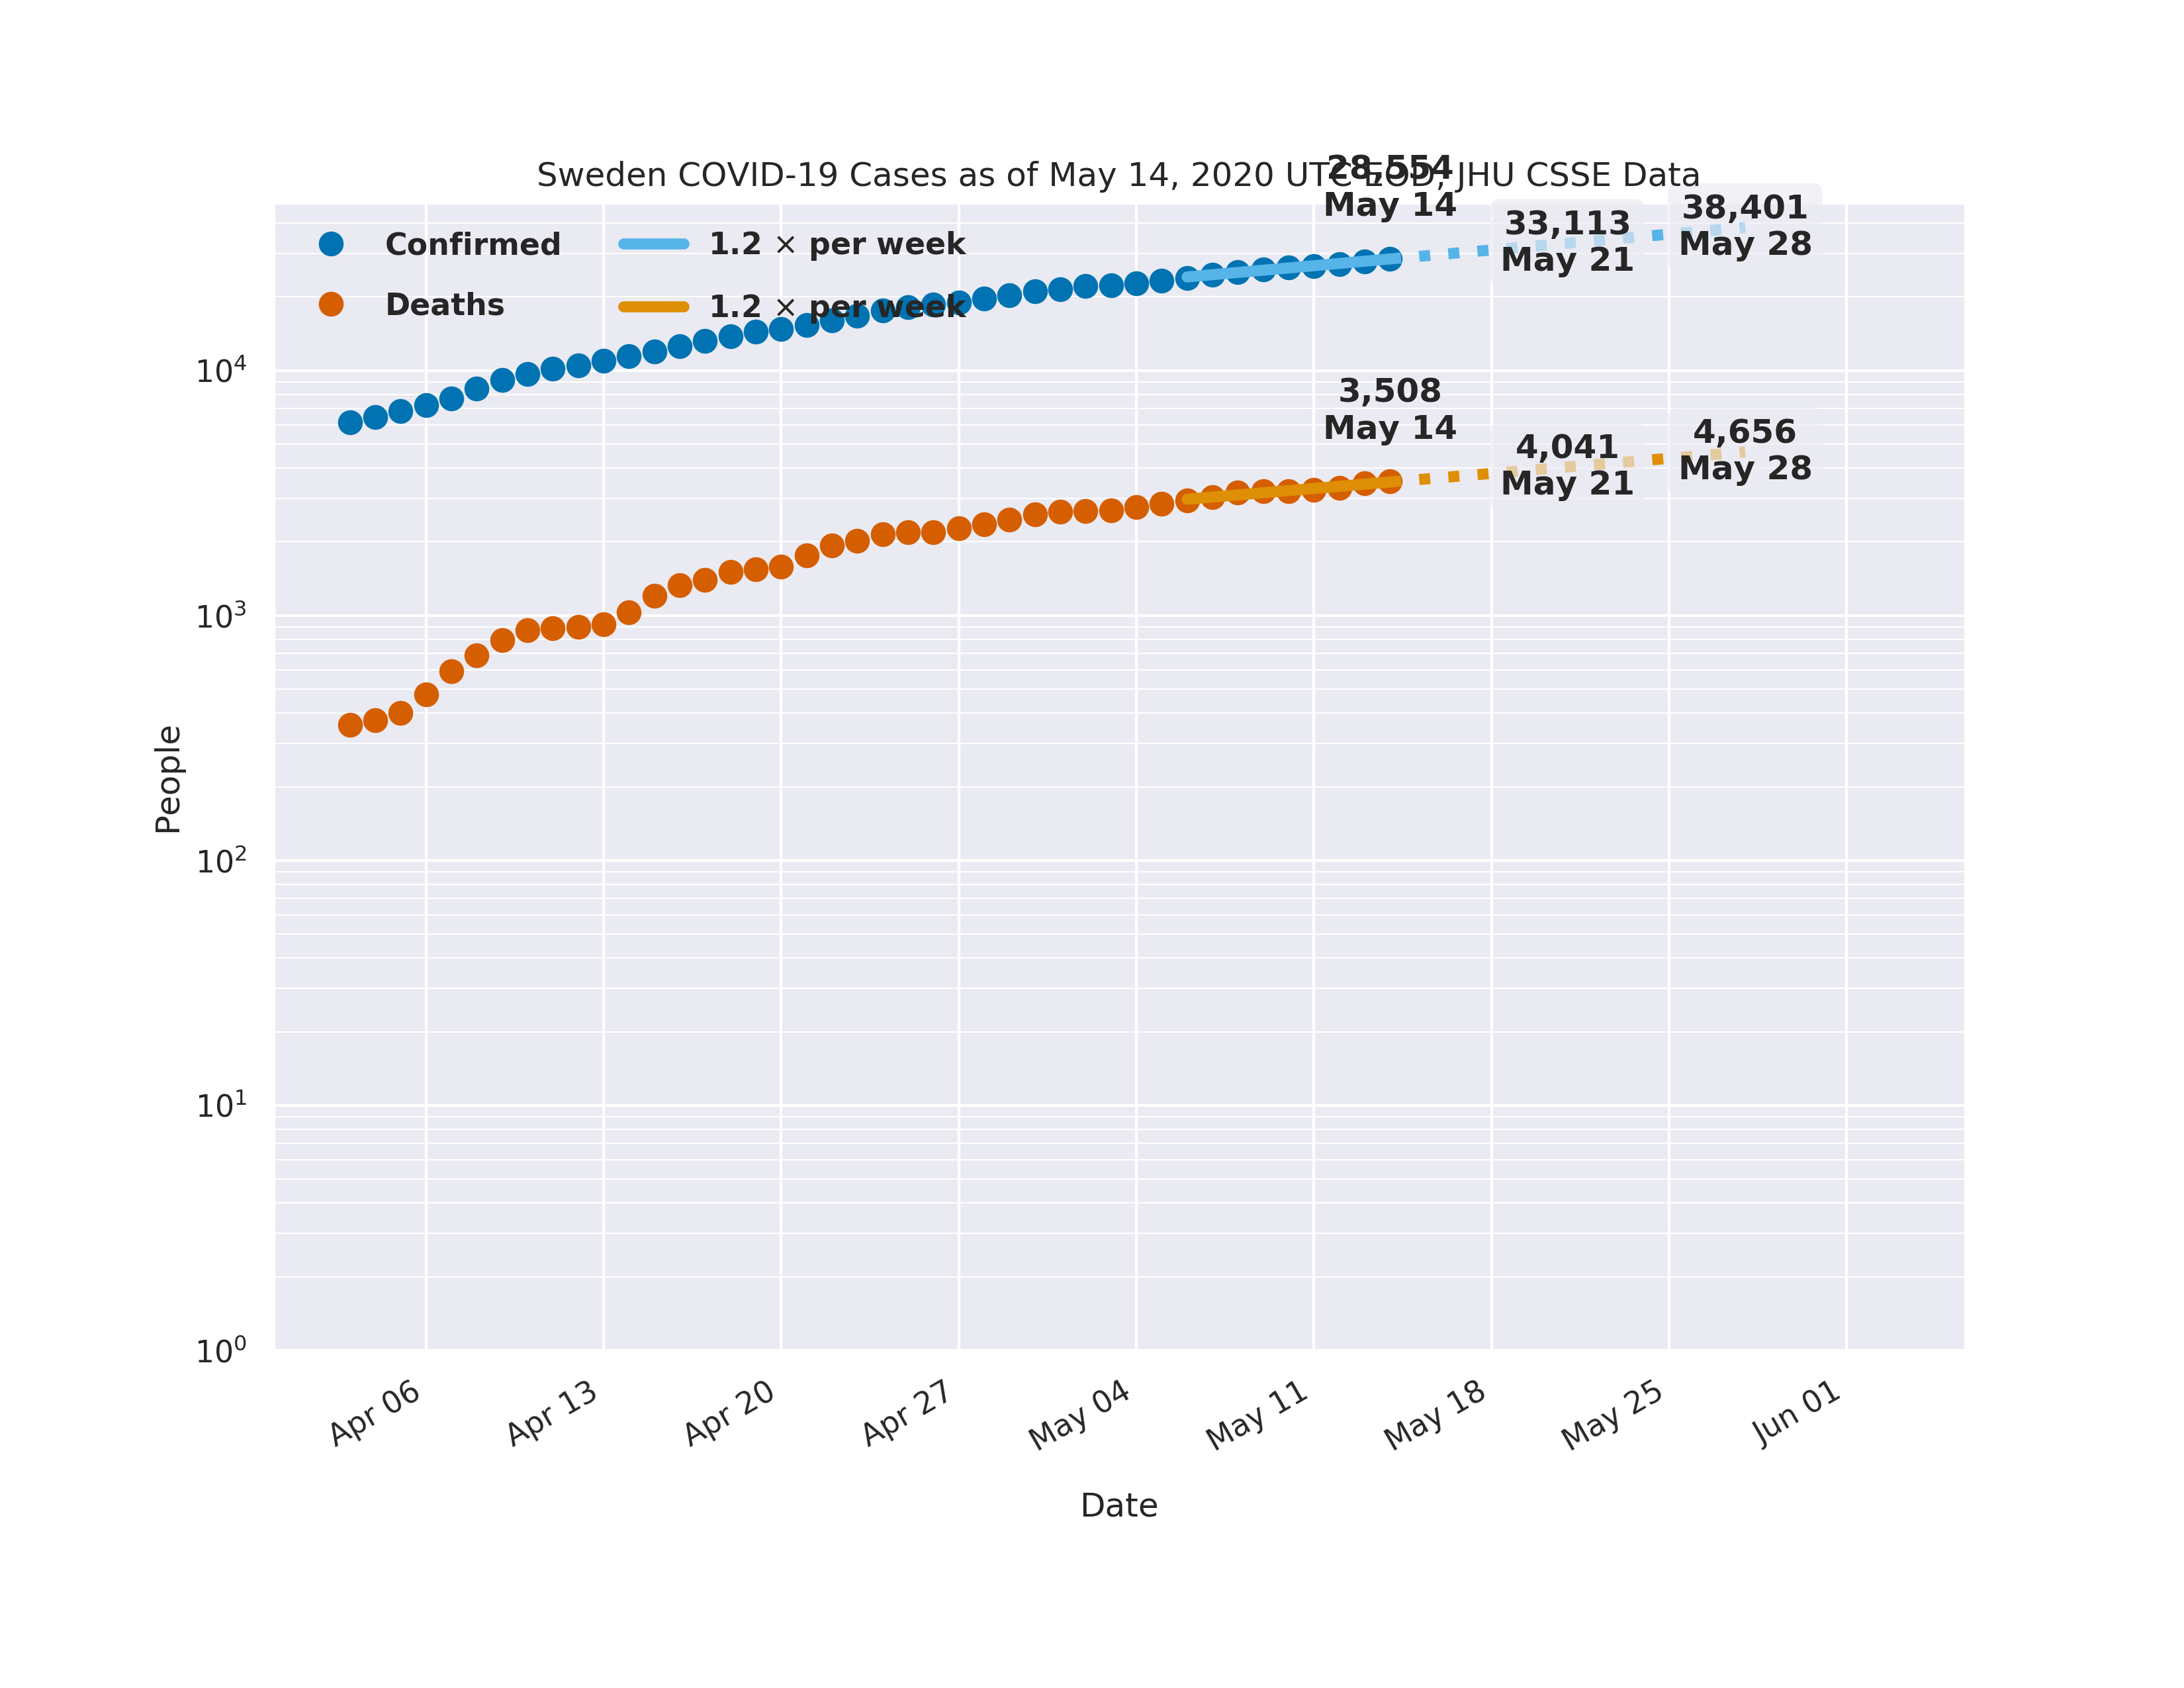 Sweden COVID-19 Cases as of May 14, 2020 UTC EOD, JHU CSSE Data
28,554
May 14
33,113
May 21
38,401
May 28
Confirmed
Deaths
1.2 × per week
1.2 × per week
3,508
May 14
4,041
May 21
4,656
May 28
10⁴
10³
10²
10¹
10⁰
People
Apr 06
Apr 13
Apr 20
Apr 27
May 04
May 11
May 18
May 25
Jun 01
Date